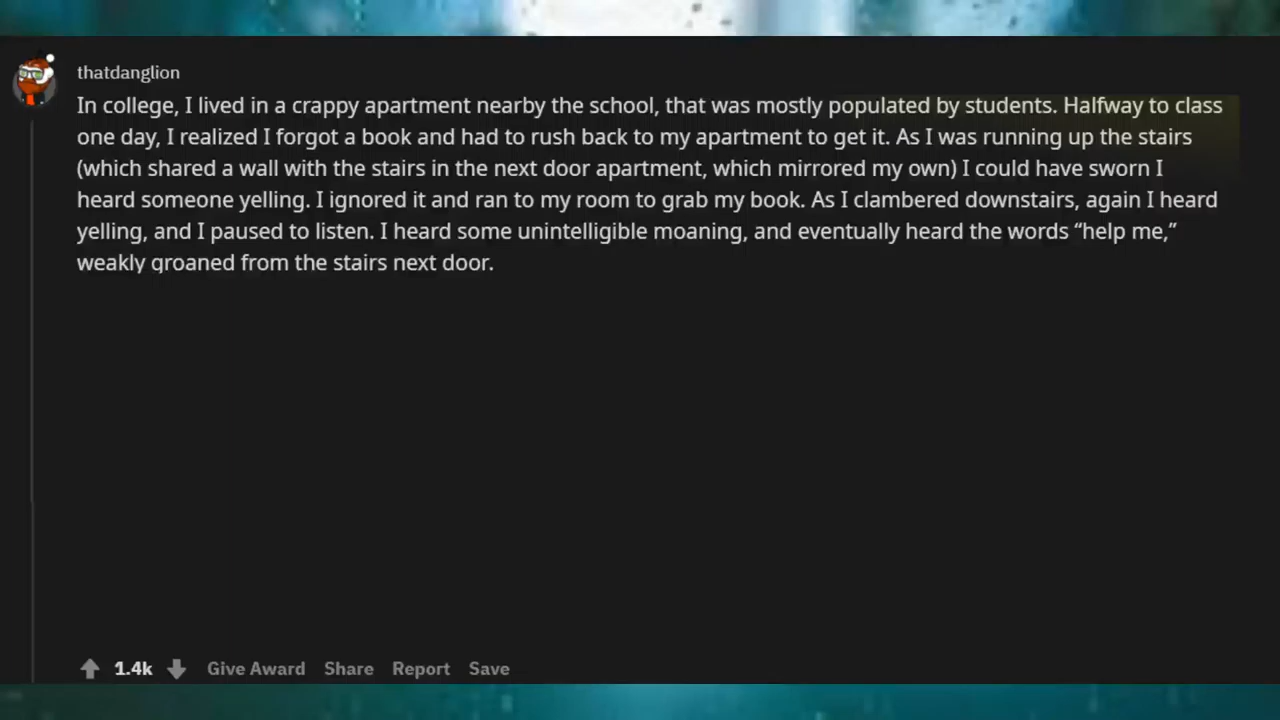 thatdanglion
In college, I lived in a crappy apartment nearby the school, that was mostly populated by students. Halfway to class
one day, I realized I forgot a book and had to rush back to my apartment to get it. As I was running up the stairs
(which shared a wall with the stairs in the next door apartment, which mirrored my own) I could have sworn I
heard someone yelling. I ignored it and ran to my room to grab my book. As I clambered downstairs, again I heard
yelling, and I paused to listen. I heard some unintelligible moaning, and eventually heard the words “help me,”
weakly groaned from the stairs next door.
1.4k Give Award Share Report Save